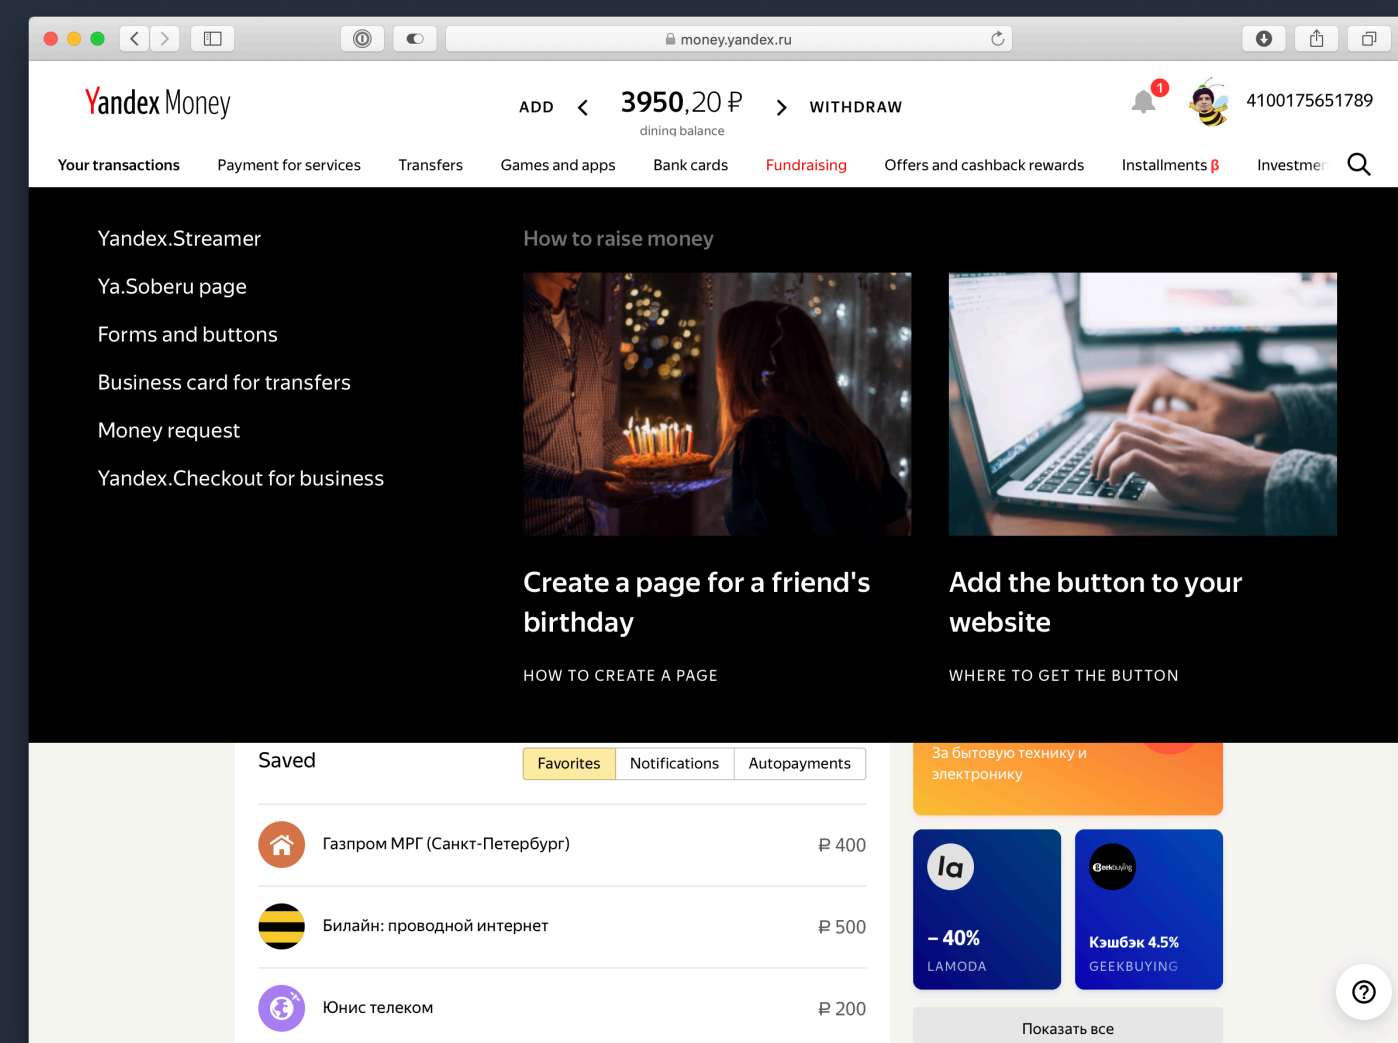 money.yandex.ru
Yandex Money
ADD
3950,20 ₽
WITHDRAW
dining balance
1
4100175651789
Your transactions
Payment for services
Transfers
Games and apps
Bank cards
Fundraising
Offers and cashback rewards
Installments β
Investmen
Yandex.Streamer
Ya.Soberu page
Forms and buttons
Business card for transfers
Money request
Yandex.Checkout for business
How to raise money
Create a page for a friend's
birthday
HOW TO CREATE A PAGE
Add the button to your
website
WHERE TO GET THE BUTTON
Saved
Favorites
Notifications
Autopayments
Газпром МРГ (Санкт-Петербург)
₽ 400
Билайн: проводной интернет
₽ 500
Юнис телеком
₽ 200
За бытовую технику и
электронику
la
– 40%
LAMODA
Geekbuying
Кэшбэк 4.5%
GEEKBUYING
Показать все